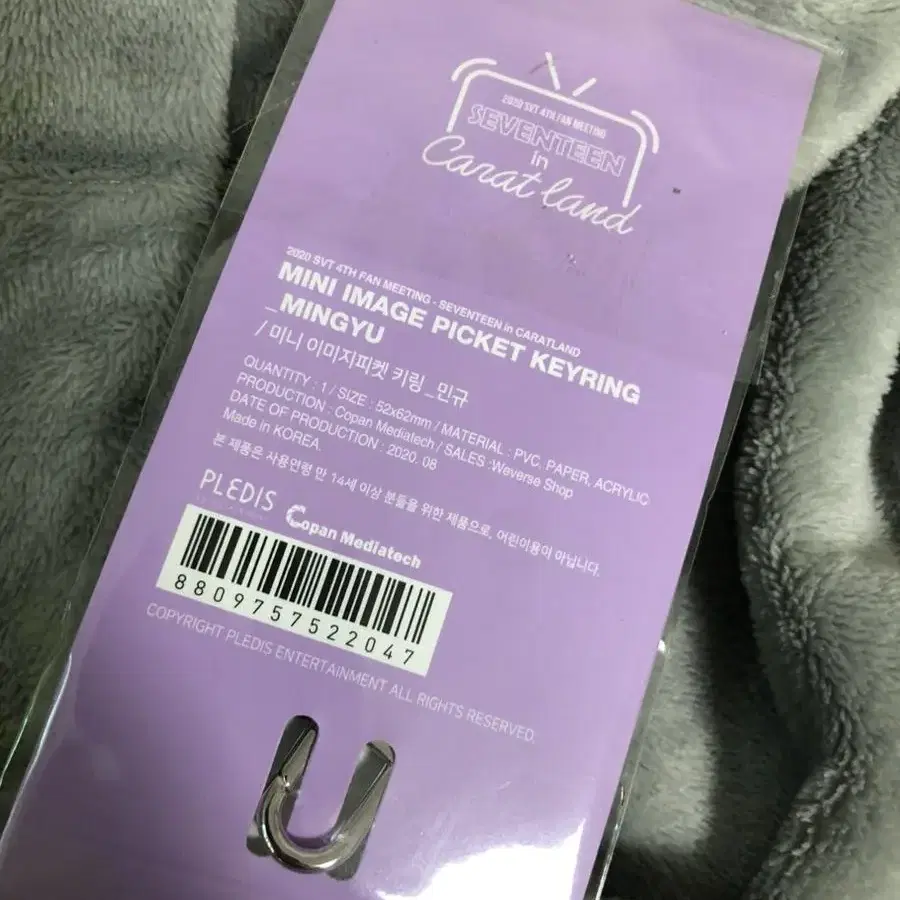 2020 SVT 4TH FAN MEETING
SEVENTEEN
in
Carat land
2020 SVT 4TH FAN MEETING - SEVENTEEN in CARATLAND
MINI IMAGE PICKET KEYRING
_MINGYU
/ 미니 이미지피켓 키링_민규
QUANTITY : 1 / SIZE : 52x62mm / MATERIAL : PVC, PAPER, ACRYLIC
PRODUCTION : Copan Mediatech / SALES : Weverse Shop
DATE OF PRODUCTION : 2020. 08
Made in KOREA
본 제품은 사용연령 만 14세 이상 분들을 위한 제품으로, 어린이용이 아닙니다.
PLEDIS
Copan Mediatech
8809757522047
COPYRIGHT PLEDIS ENTERTAINMENT ALL RIGHTS RESERVED.